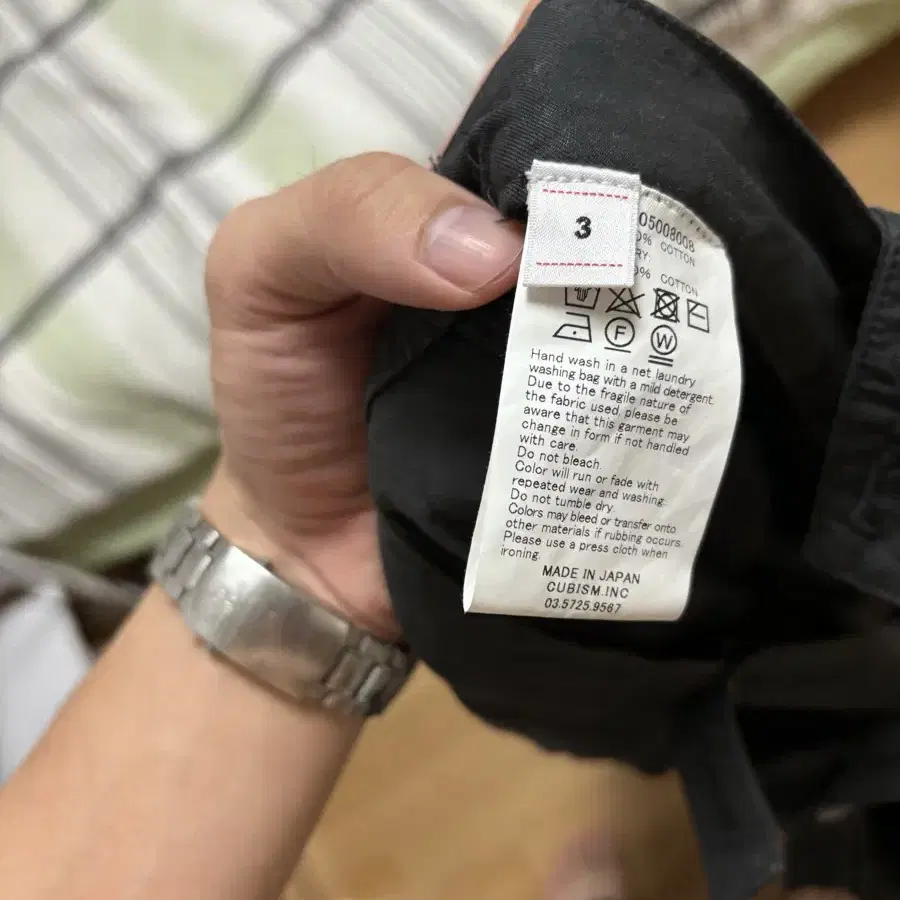 3
05008008
% COTTON
RY:
0% COTTON
F
W
Hand wash in a net laundry
washing bag with a mild detergent.
Due to the fragile nature of
the fabric used, please be
aware that this garment may
change in form if not handled
with care.
Do not bleach.
Color will run or fade with
repeated wear and washing.
Do not tumble dry.
Colors may bleed or transfer onto
other materials if rubbing occurs.
Please use a press cloth when
ironing.
MADE IN JAPAN
CUBISM.INC
03.5725.9567